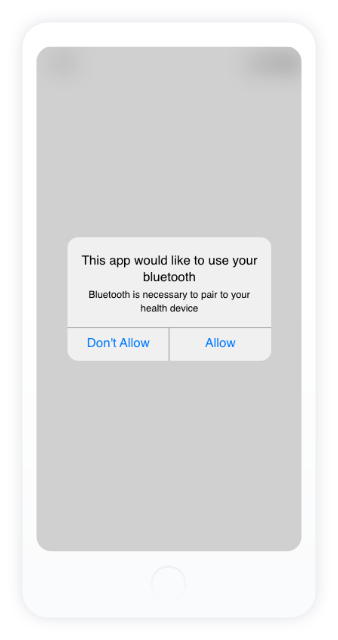 This app would like to use your
bluetooth
Bluetooth is necessary to pair to your
health device
Don't Allow
Allow